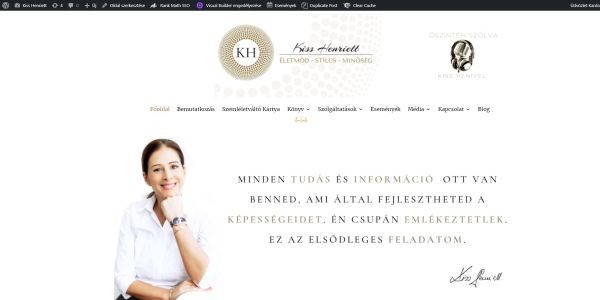 Kiss Henriett 4 0 Új Oldal szerkesztése Rank Math SEO Visual Builder engedélyezése Események Duplicate Post Clear Cache
KH
Kiss Henriett
ÉLETMÓD - STÍLUS - MINŐSÉG
ŐSZINTÉN SZÓLVA
KISS HENIVEL
Főoldal Bemutatkozás Szemléletváltó Kártya Könyv Szolgáltatások Események Média Kapcsolat Blog
MINDEN TUDÁS ÉS INFORMÁCIÓ OTT VAN
BENNED, AMI ÁLTAL FEJLESZTHETED A
KÉPESSÉGEIDET. ÉN CSUPÁN EMLÉKEZTETLEK.
EZ AZ ELSŐDLEGES FELADATOM.
Kiss Henriett